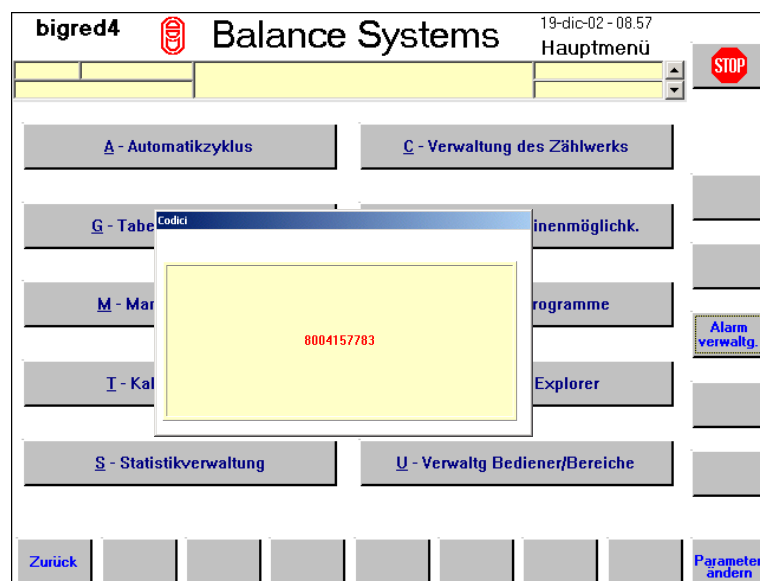 bigred4
Balance Systems
19-dic-02 - 08.57
Hauptmenü
STOP
A - Automatikzyklus
C - Verwaltung des Zählwerks
Codici
G - Tabe
inenmöglichk.
M - Mar
rogramme
8004157783
Alarm
verwaltg.
T - Kal
Explorer
S - Statistikverwaltung
U - Verwaltg Bediener/Bereiche
Zurück
Parameter
ändern